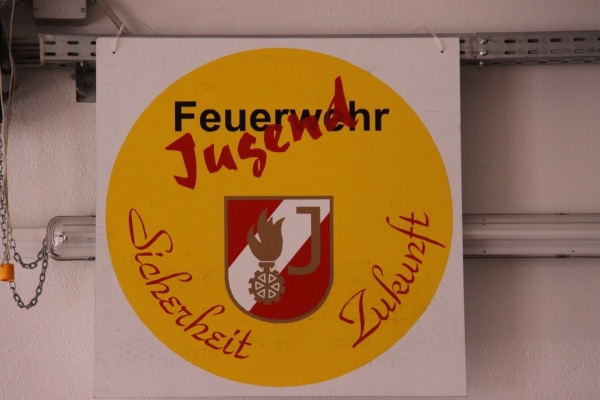 Feuerwehr
Jugend
J
Sicherheit
Zukunft